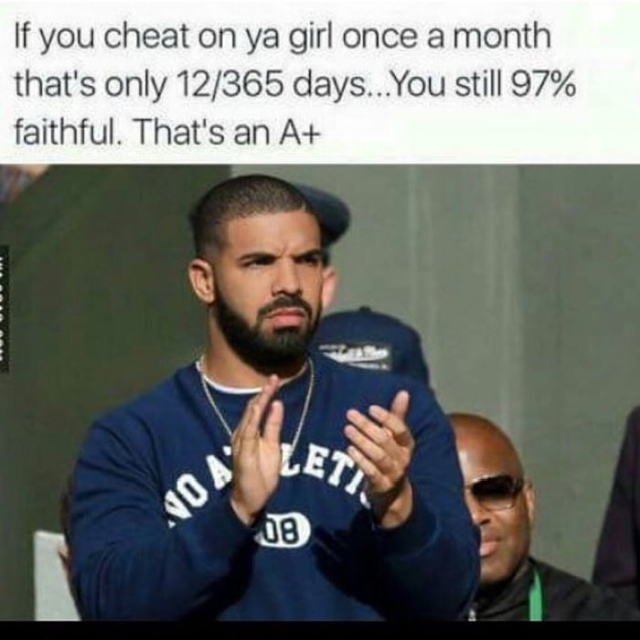 If you cheat on ya girl once a month
that's only 12/365 days...You still 97%
faithful. That's an A+
08